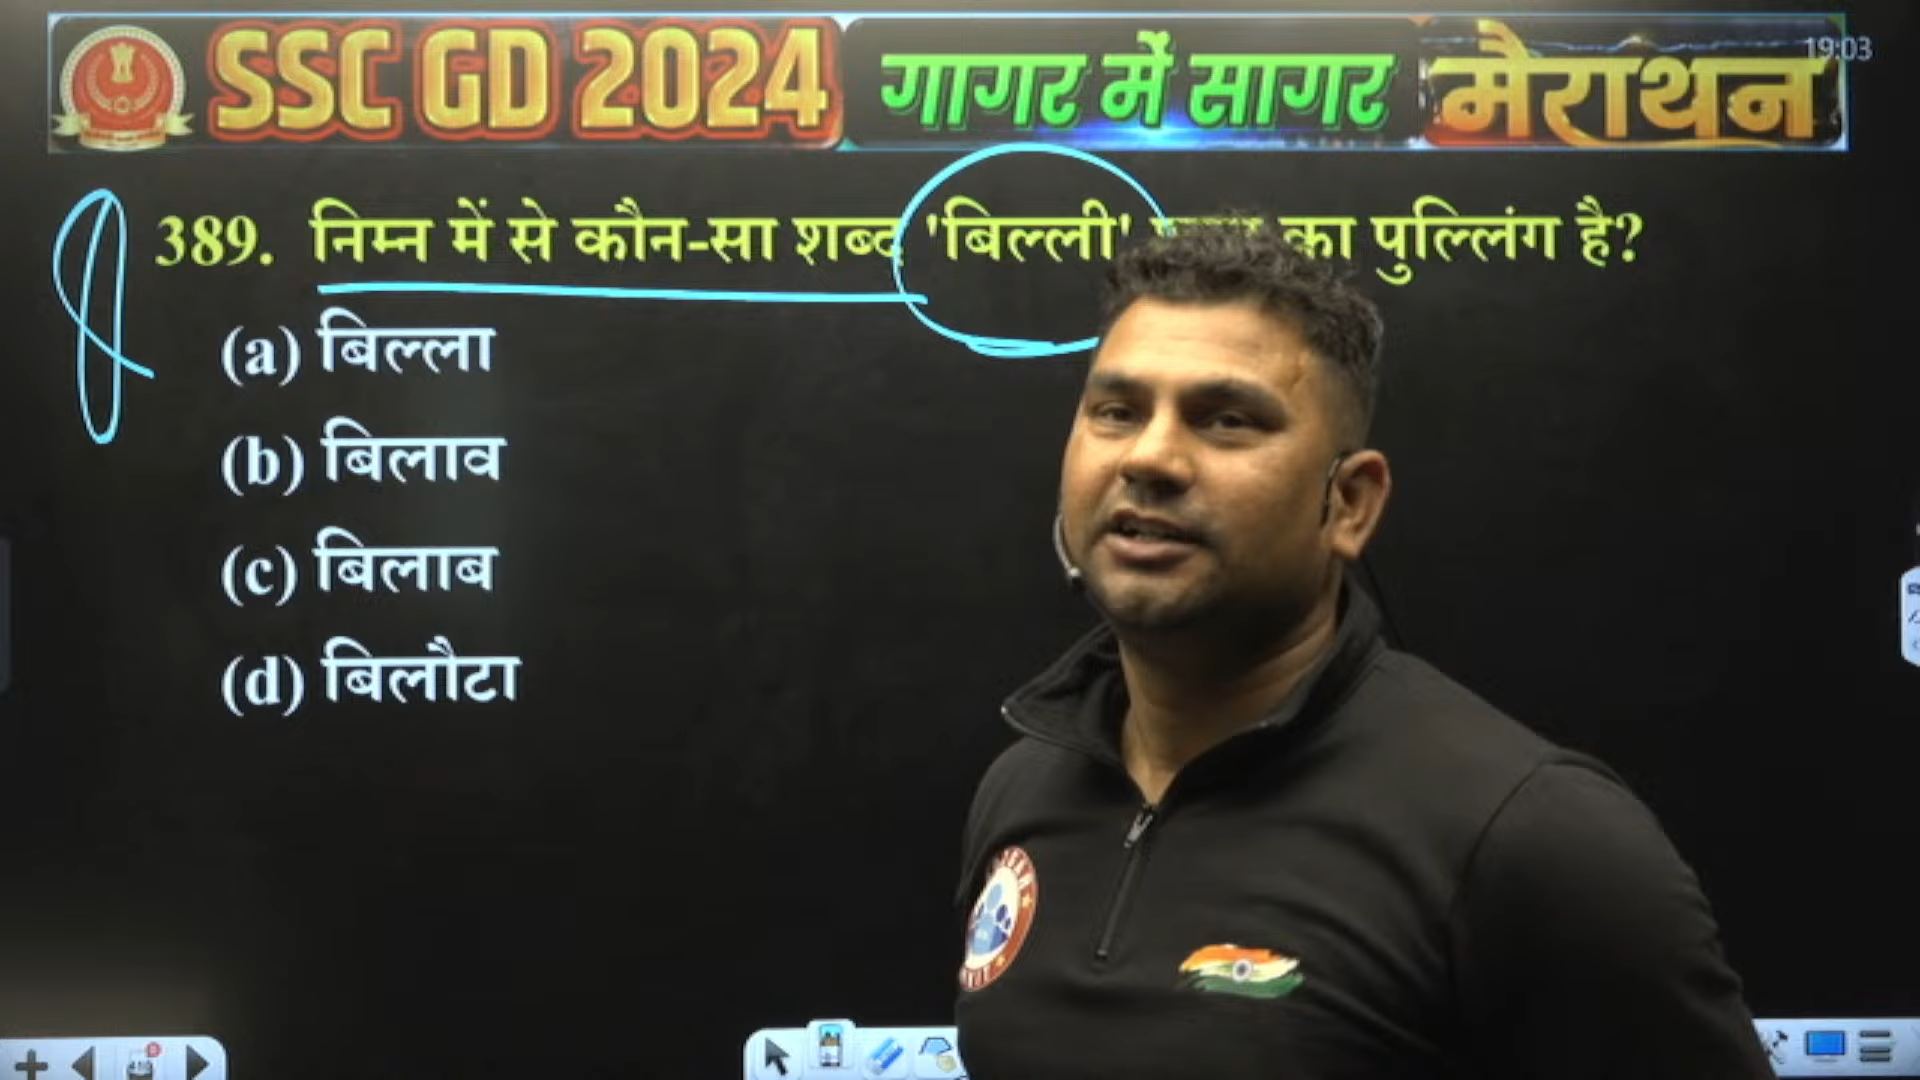 SSC GD 2024 गागर में सागर मैराथन
19:03
389. निम्न में से कौन-सा शब्द 'बिल्ली' का पुल्लिंग है?
(a) बिल्ला
(b) बिलाव
(c) बिलाब
(d) बिलौटा